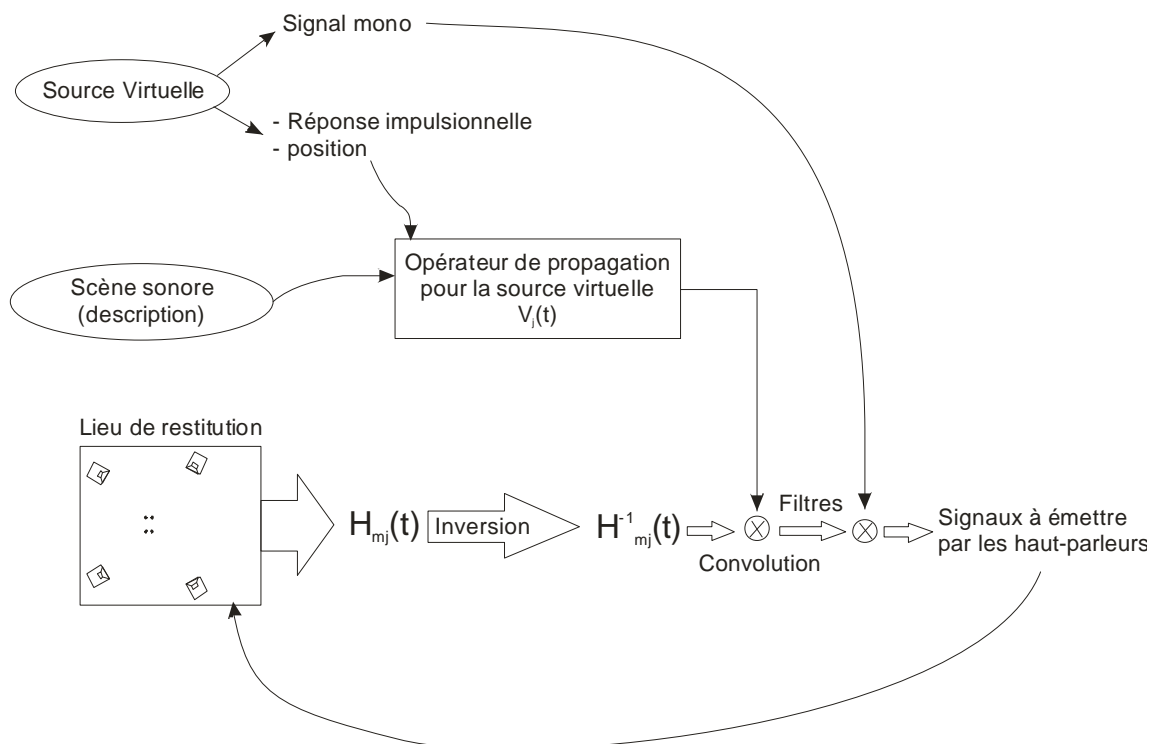 Signal mono
Source Virtuelle
- Réponse impulsionnelle
- position
Opérateur de propagation
pour la source virtuelle
Vj(t)
Scène sonore
(description)
Lieu de restitution
Hmj(t)
Inversion
H-1mj(t)
Convolution
Filtres
Signaux à émettre
par les haut-parleurs